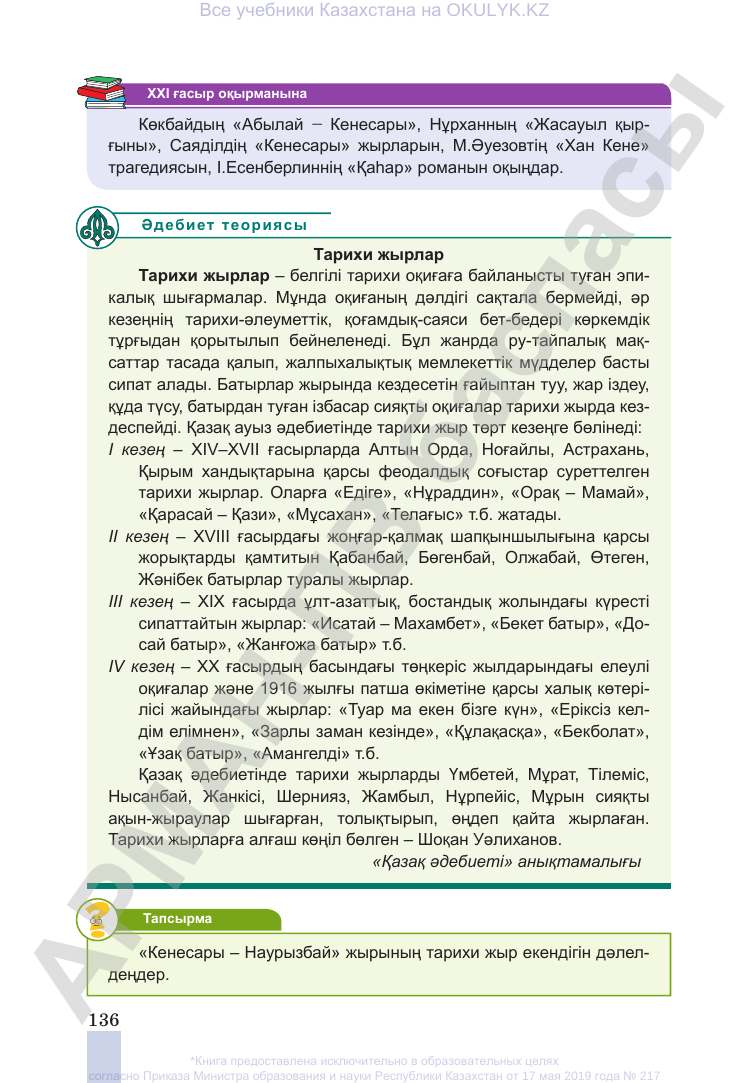 Все учебники Казахстана на OKULYK.KZ
XXI ғасыр оқырманына
Көкбайдың «Абылай – Кенесары», Нұрханның «Жасауыл қыр-
ғыны», Саяділдің «Кенесары» жырларын, М.Әуезовтің «Хан Кене»
трагедиясын, І.Есенберлиннің «Қаһар» романын оқыңдар.
Әдебиет теориясы
Тарихи жырлар
Тарихи жырлар – белгілі тарихи оқиғаға байланысты туған эпи-
калық шығармалар. Мұнда оқиғаның дәлдігі сақтала бермейді, әр
кезеңнің тарихи-әлеуметтік, қоғамдық-саяси бет-бедері көркемдік
тұрғыдан қорытылып бейнеленеді. Бұл жанрда ру-тайпалық мақ-
саттар тасада қалып, жалпыхалықтық мемлекеттік мүдделер басты
сипат алады. Батырлар жырында кездесетін ғайыптан туу, жар іздеу,
құда түсу, батырдан туған ізбасар сияқты оқиғалар тарихи жырда кез-
деспейді. Қазақ ауыз әдебиетінде тарихи жыр төрт кезеңге бөлінеді:
I кезең – XIV–XVII ғасырларда Алтын Орда, Ноғайлы, Астрахань,
Қырым хандықтарына қарсы феодалдық соғыстар суреттелген
тарихи жырлар. Оларға «Едіге», «Нұраддин», «Орақ – Мамай»,
«Қарасай – Қази», «Мұсахан», «Телағыс» т.б. жатады.
II кезең – XVIII ғасырдағы жоңғар-қалмақ шапқыншылығына қарсы
жорықтарды қамтитын Қабанбай, Бөгенбай, Олжабай, Өтеген,
Жәнібек батырлар туралы жырлар.
III кезең – XIX ғасырда ұлт-азаттық, бостандық жолындағы күресті
сипаттайтын жырлар: «Исатай – Махамбет», «Бекет батыр», «До-
сай батыр», «Жанғожа батыр» т.б.
IV кезең – XX ғасырдың басындағы төңкеріс жылдарындағы елеулі
оқиғалар және 1916 жылғы патша өкіметіне қарсы халық көтері-
лісі жайындағы жырлар: «Туар ма екен бізге күн», «Еріксіз кел-
дім елімнен», «Зарлы заман кезінде», «Құлақасқа», «Бекболат»,
«Ұзақ батыр», «Амангелді» т.б.
Қазақ әдебиетінде тарихи жырларды Үмбетей, Мұрат, Тілеміс,
Нысанбай, Жанкісі, Шернияз, Жамбыл, Нұрпейіс, Мұрын сияқты
ақын-жыраулар шығарған, толықтырып, өңдеп қайта жырлаған.
Тарихи жырларға алғаш көңіл бөлген – Шоқан Уәлиханов.
«Қазақ әдебиеті» анықтамалығы
Тапсырма
«Кенесары – Наурызбай» жырының тарихи жыр екендігін дәлел-
деңдер.
136
АРМАН-ПВ баспасы
*Книга предоставлена исключительно в образовательных целях
согласно Приказа Министра образования и науки Республики Казахстан от 17 мая 2019 года № 217